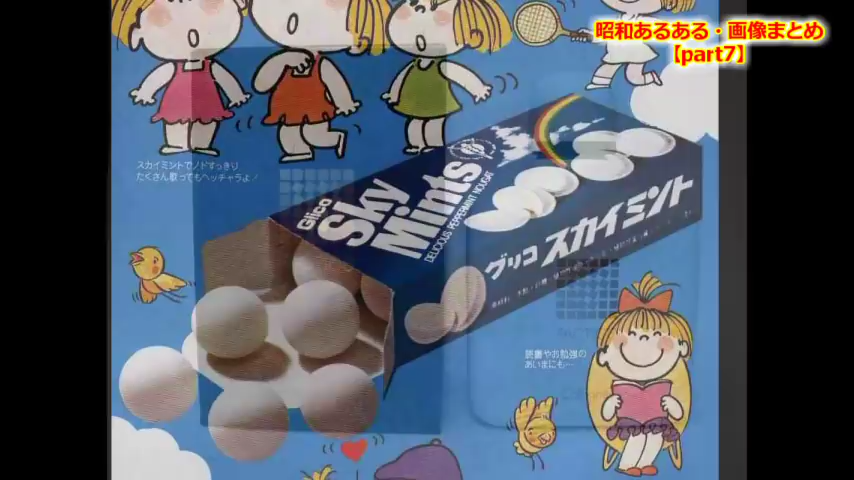 昭和あるある・画像まとめ
【part7】
スカイミントでノドすっきり
たくさん歌ってもヘッチャラよ！
Glico
Sky
Mints
DELICIOUS PEPPERMINT NOUGAT
グリコ スカイミント
読書やお勉強の
あいまにも…